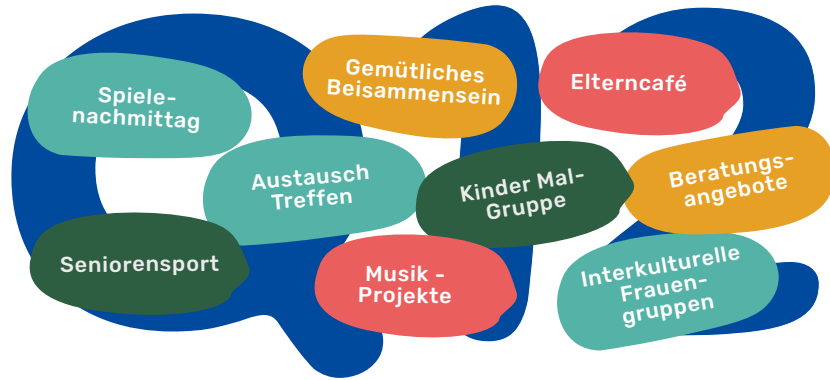 Spiele-
nachmittag
Gemütliches
Beisammensein
Elterncafé
Austausch
Treffen
Kinder Mal-
Gruppe
Beratungs-
angebote
Seniorensport
Musik -
Projekte
Interkulturelle
Frauen-
gruppen